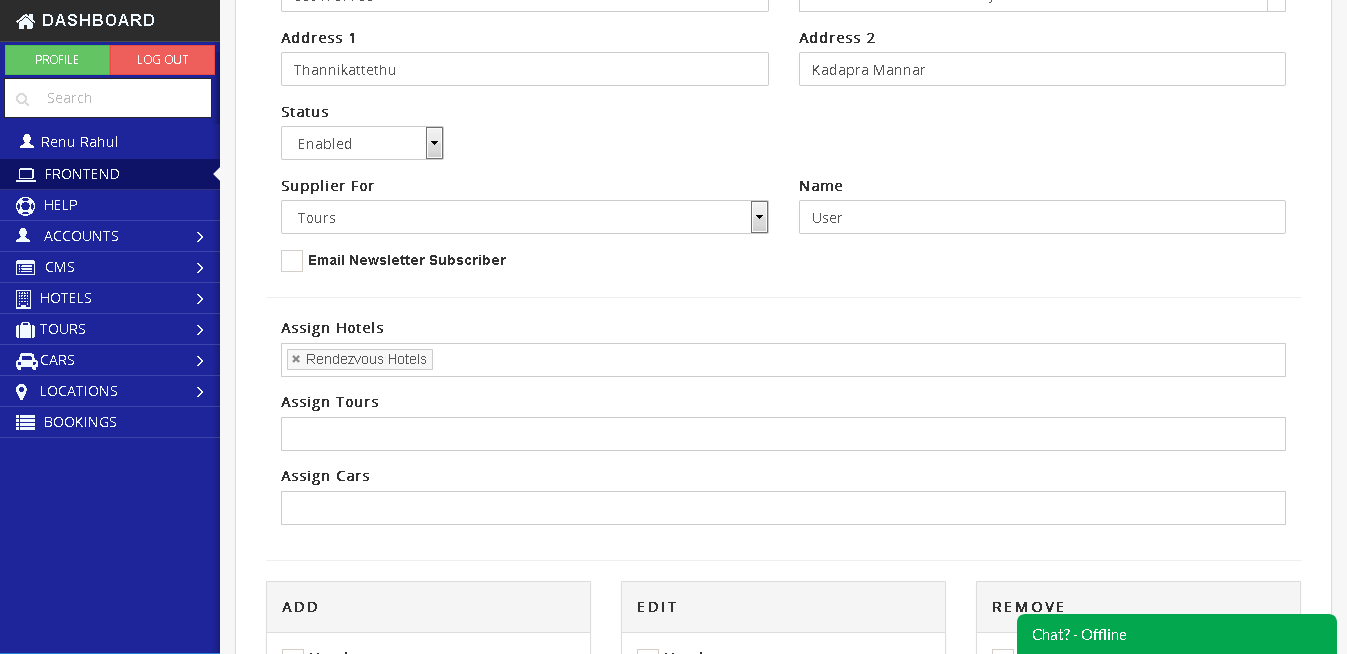 DASHBOARD
PROFILE
LOG OUT
Search
Renu Rahul
FRONTEND
HELP
ACCOUNTS
CMS
HOTELS
TOURS
CARS
LOCATIONS
BOOKINGS
Address 1
Address 2
Thannikattethu
Kadapra Mannar
Status
Enabled
Supplier For
Name
Tours
User
Email Newsletter Subscriber
Assign Hotels
× Rendezvous Hotels
Assign Tours
Assign Cars
ADD
EDIT
REMOVE
Chat? - Offline